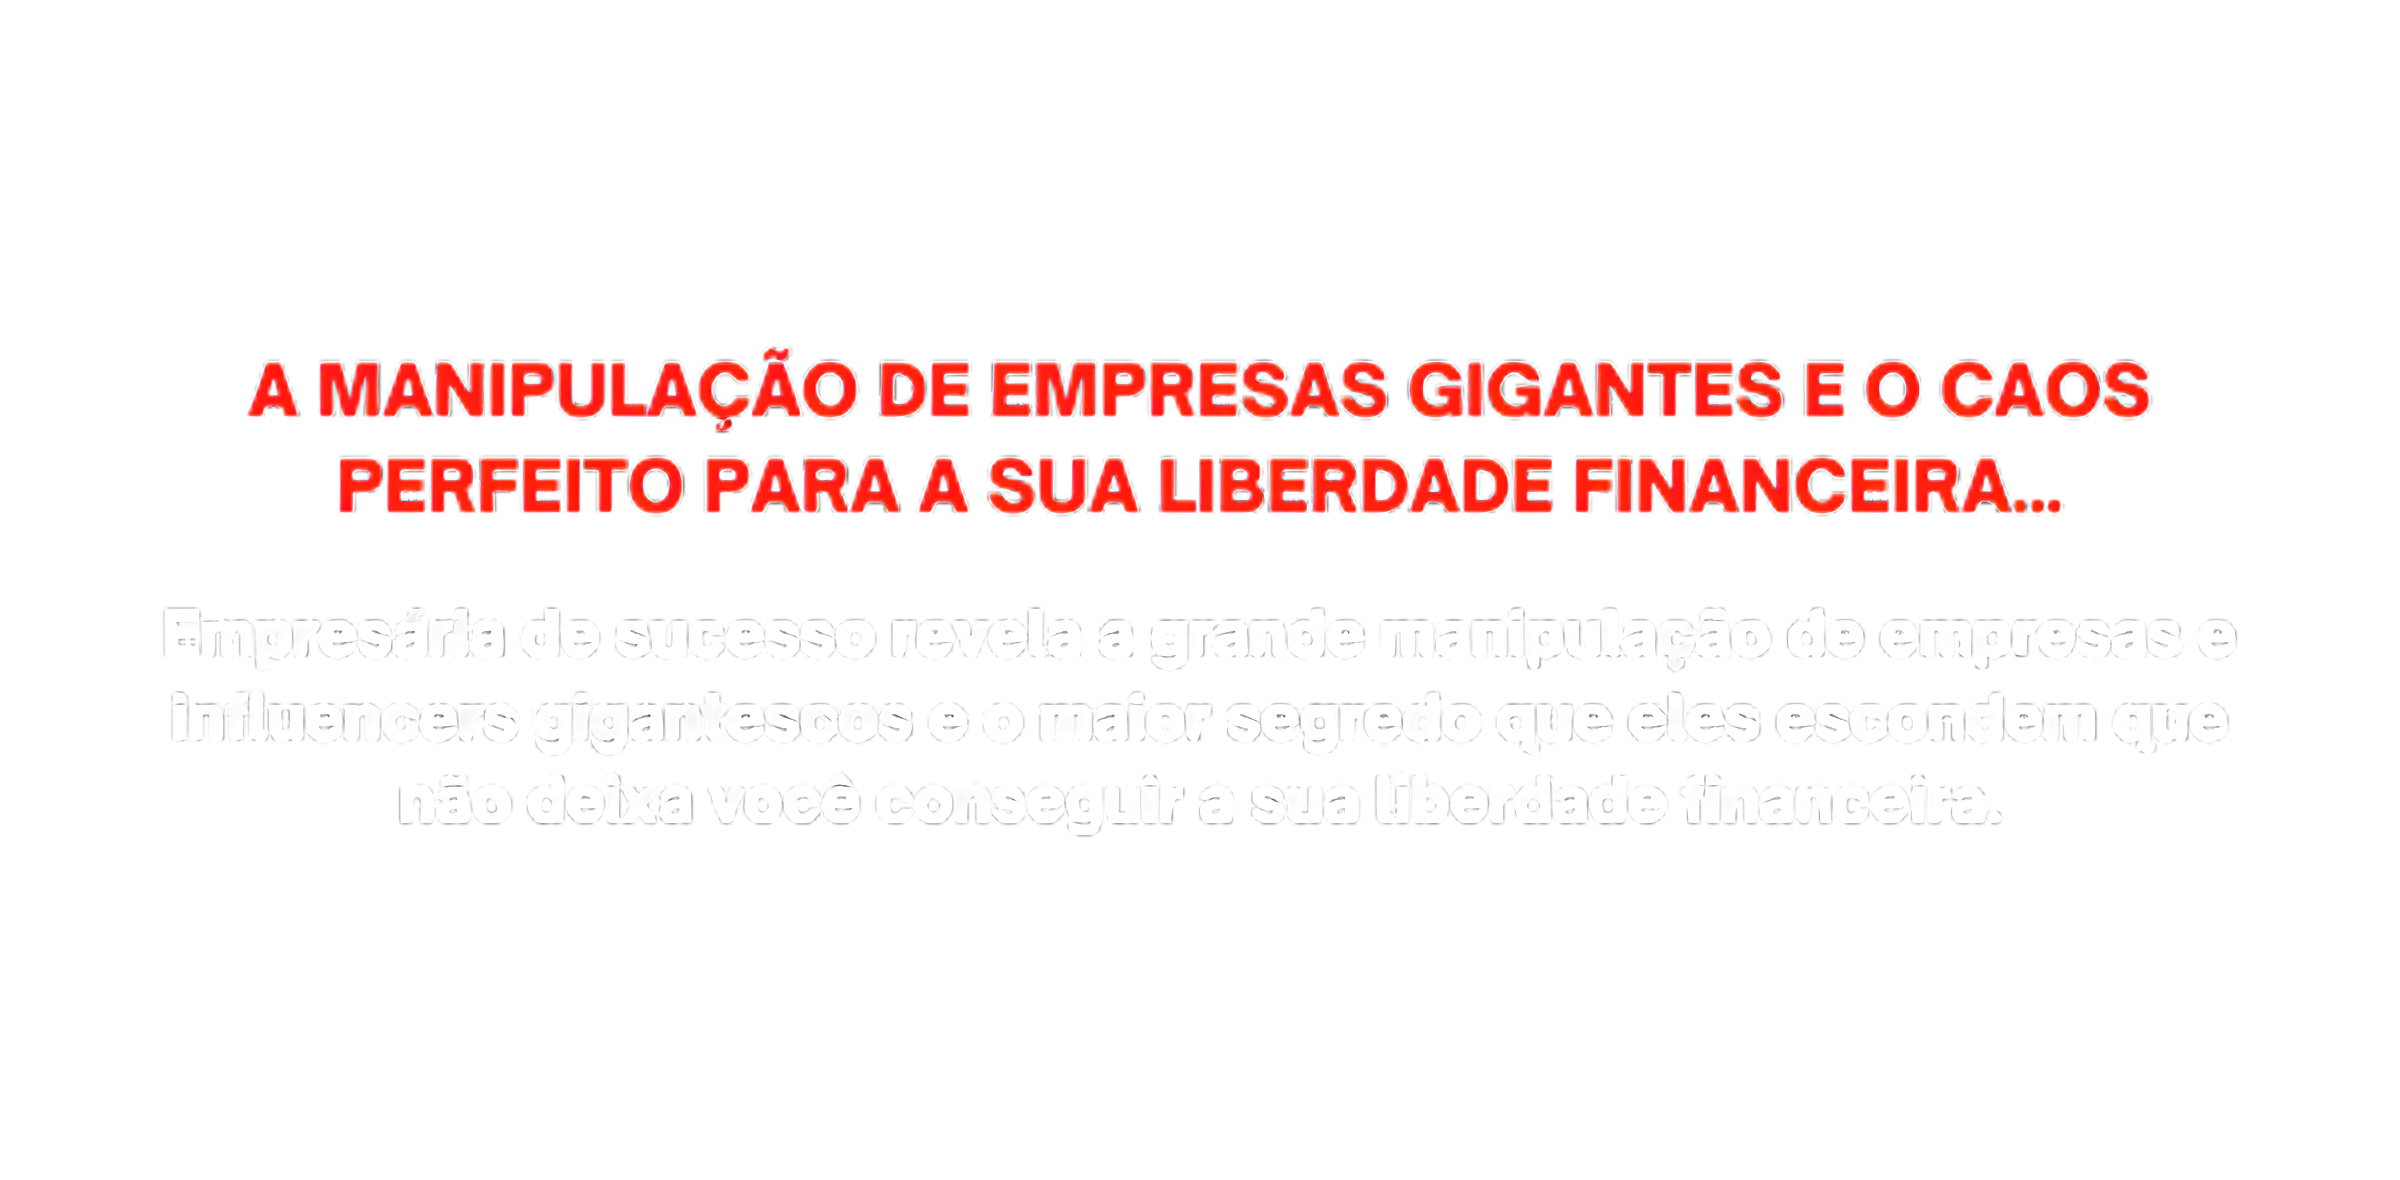 A MANIPULAÇÃO DE EMPRESAS GIGANTES E O CAOS
PERFEITO PARA A SUA LIBERDADE FINANCEIRA...
Empresária de sucesso revela a grande manipulação de empresas e
influencers gigantescos e o maior segredo que eles escondem que
não deixa você conseguir a sua liberdade financeira.